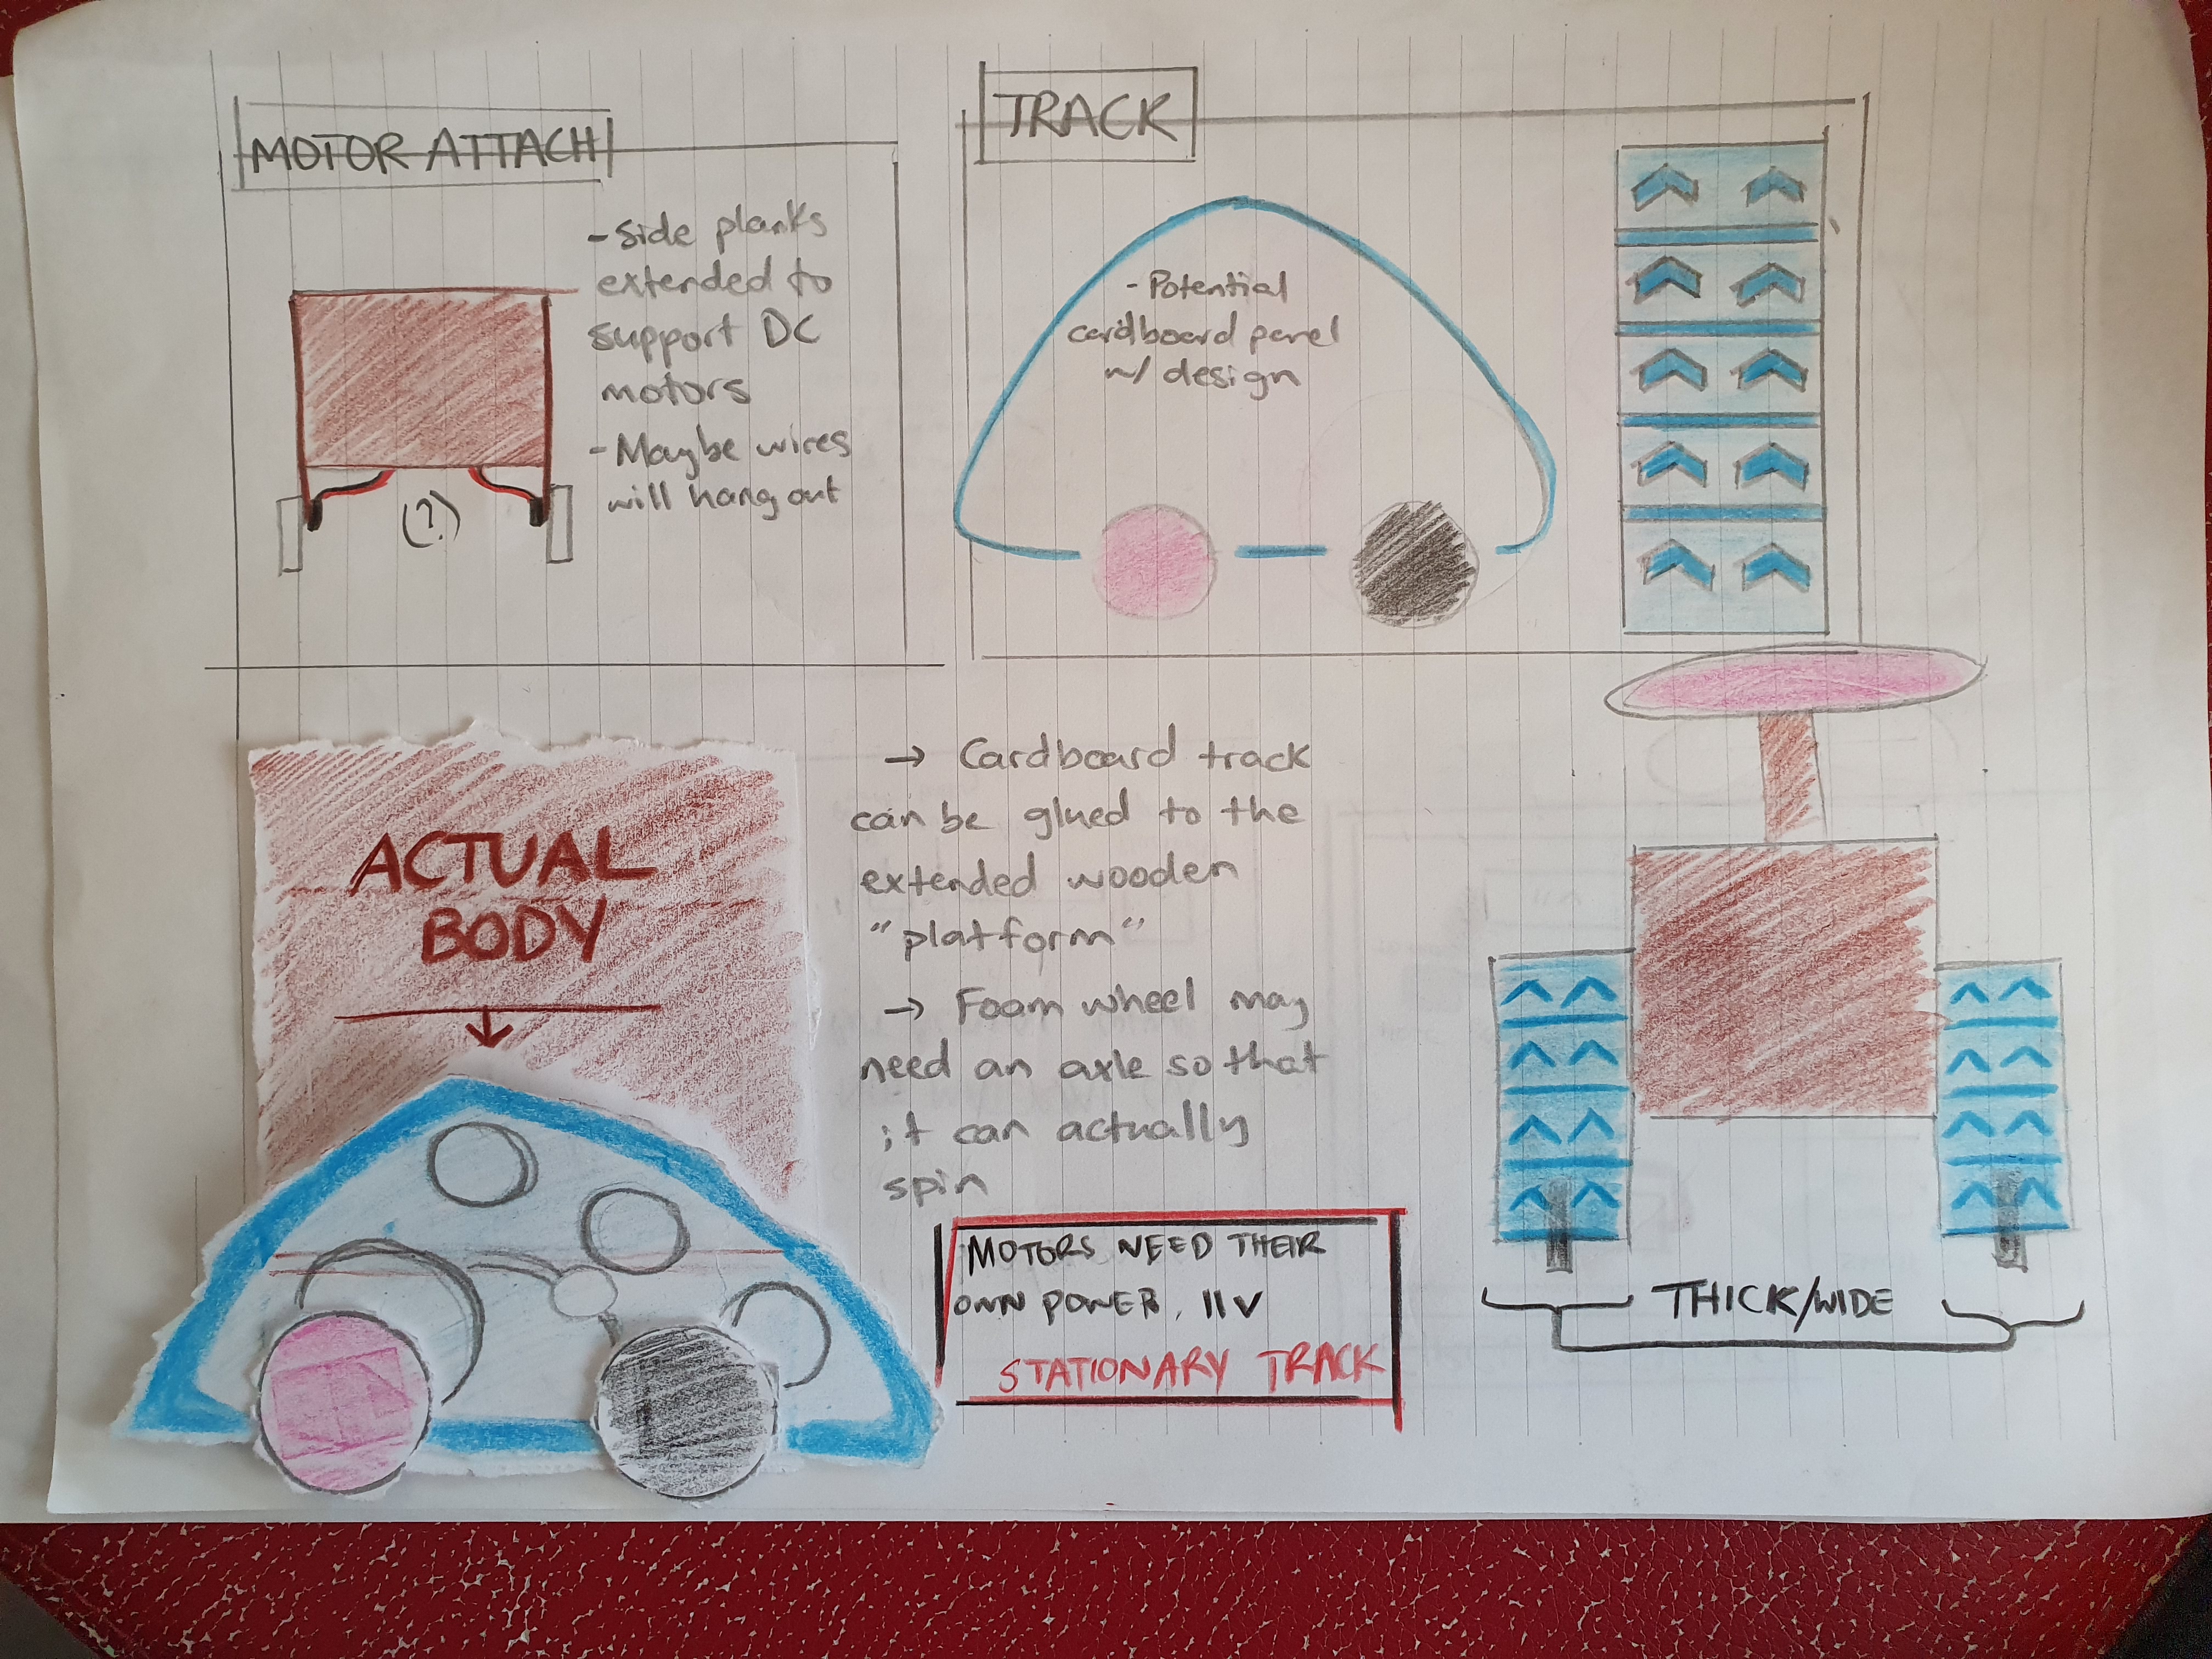 MOTOR ATTACH
- Side planks
extended to
support DC
motors
- Maybe wires
will hang out
(?)
TRACK
- Potential
cardboard panel
w/ design
ACTUAL
BODY
→ Cardboard track
can be glued to the
extended wooden
"platform"
→ Foam wheel may
need an axle so that
it can actually
spin
MOTORS NEED THEIR
OWN POWER, 11V
STATIONARY TRACK
THICK/WIDE